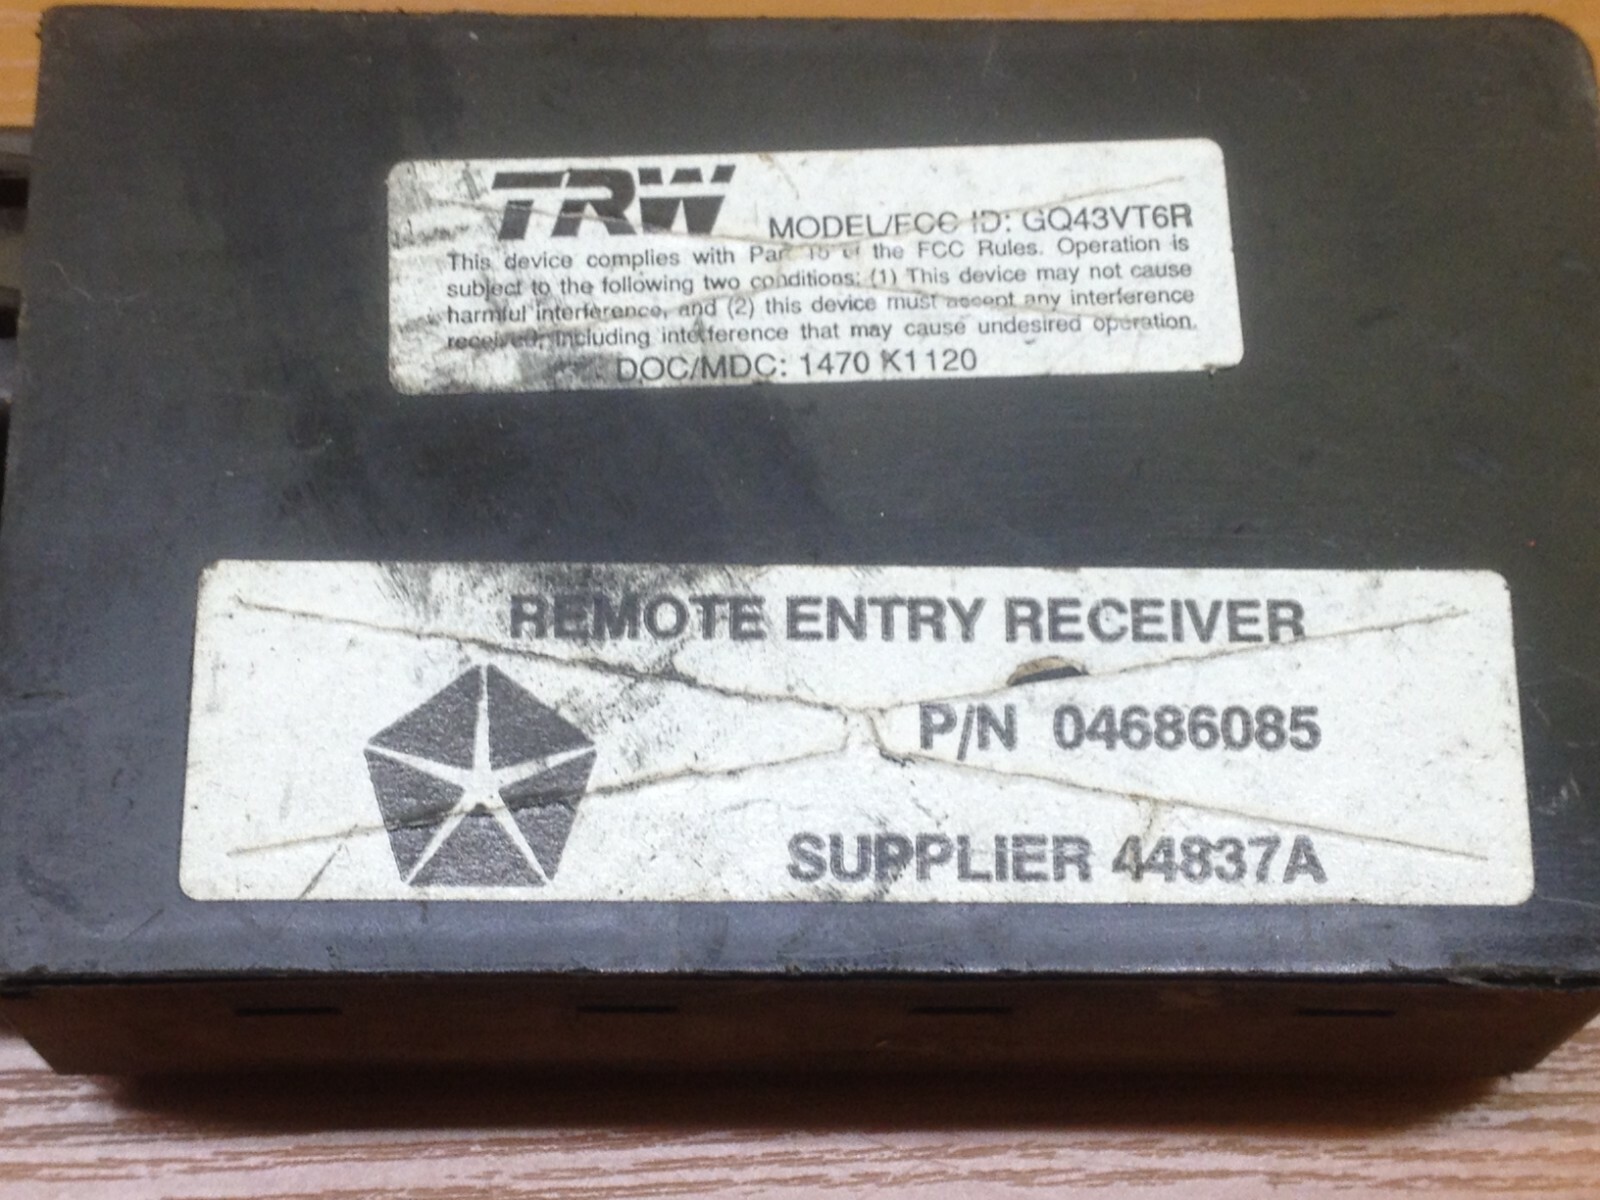 TRW
MODEL/FCC ID: GQ43VT6R
This device complies with Part 15 of the FCC Rules. Operation is
subject to the following two conditions: (1) This device may not cause
harmful interference, and (2) this device must accept any interference
received, including interference that may cause undesired operation.
DOC/MDC: 1470 K1120
REMOTE ENTRY RECEIVER
P/N 04686085
SUPPLIER 44837A